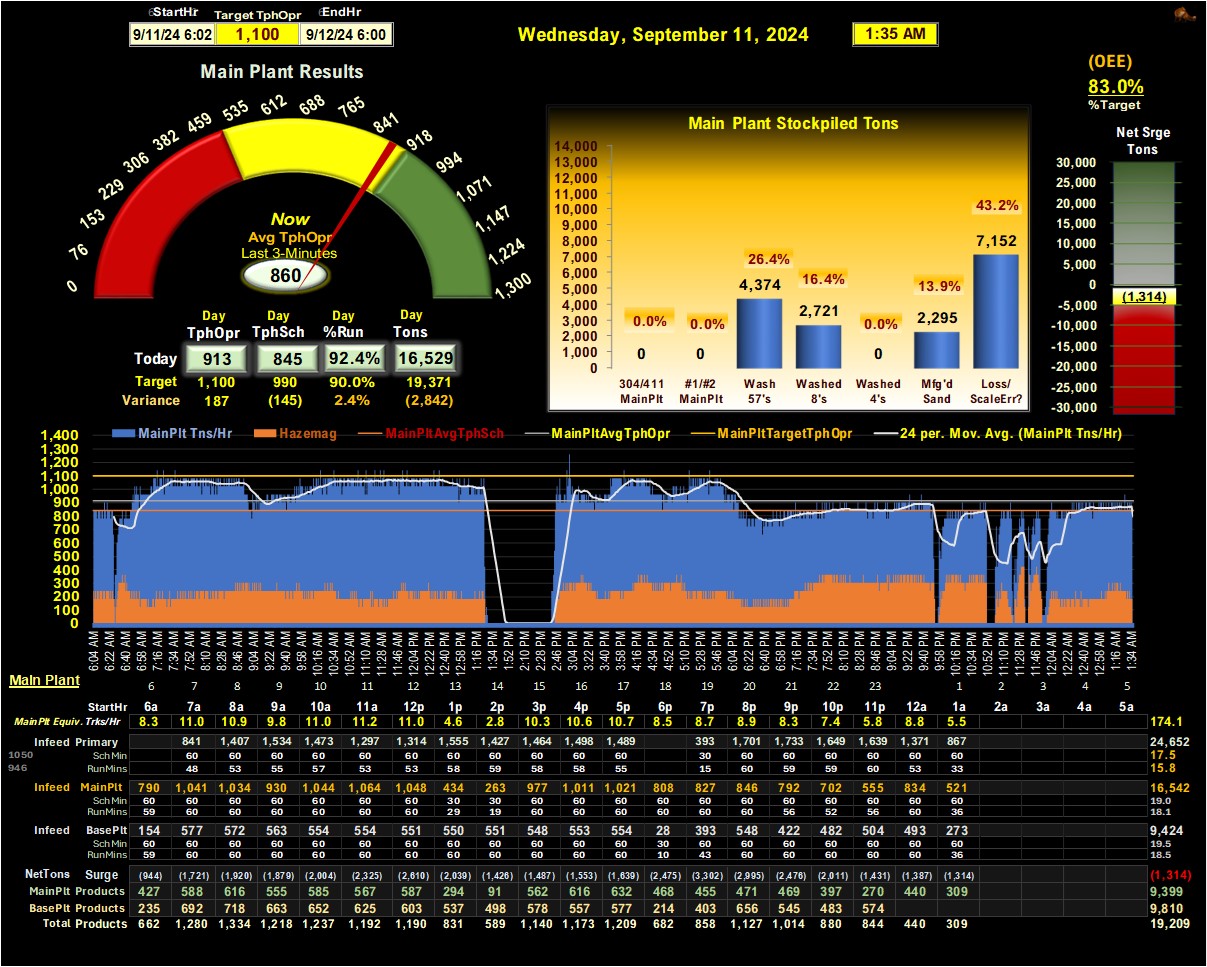 StartHr Target TphOpr EndHr
9/11/24 6:02 1,100 9/12/24 6:00
Wednesday, September 11, 2024 1:35 AM
(OEE)
83.0%
%Target
Main Plant Results
0 76 153 229 306 382 459 535 612 688 765 841 918 994 1,071 1,147 1,224 1,300
Now
Avg TphOpr
Last 3-Minutes
860
Day Day Day Day
TphOpr TphSch %Run Tons
Today 913 845 92.4% 16,529
Target 1,100 990 90.0% 19,371
Variance 187 (145) 2.4% (2,842)
Main Plant Stockpiled Tons
14,000
13,000
12,000
11,000
10,000
9,000
8,000
7,000
6,000
5,000
4,000
3,000
2,000
1,000
0
0.0% 0.0% 26.4% 16.4% 0.0% 13.9% 43.2%
0 0 4,374 2,721 0 2,295 7,152
304/411 #1/#2 Wash Washed Washed Mfg'd Loss/
MainPlt MainPlt 57's 8's 4's Sand ScaleErr?
Net Srge
Tons
30,000
25,000
20,000
15,000
10,000
5,000
0
(1,314)
-5,000
-10,000
-15,000
-20,000
-25,000
-30,000
MainPlt Tns/Hr Hazemag MainPltAvgTphSch MainPltAvgTphOpr MainPltTargetTphOpr 24 per. Mov. Avg. (MainPlt Tns/Hr)
1,400
1,300
1,200
1,100
1,000
900
800
700
600
500
400
300
200
100
0
6:04 AM 6:22 AM 6:40 AM 6:58 AM 7:16 AM 7:34 AM 7:52 AM 8:10 AM 8:28 AM 8:46 AM 9:04 AM 9:22 AM 9:40 AM 9:58 AM 10:16 AM 10:34 AM 10:52 AM 11:10 AM 11:28 AM 11:46 AM 12:04 PM 12:22 PM 12:40 PM 12:58 PM 1:16 PM 1:34 PM 1:52 PM 2:10 PM 2:28 PM 2:46 PM 3:04 PM 3:22 PM 3:40 PM 3:58 PM 4:16 PM 4:34 PM 4:52 PM 5:10 PM 5:28 PM 5:46 PM 6:04 PM 6:22 PM 6:40 PM 6:58 PM 7:16 PM 7:34 PM 7:52 PM 8:10 PM 8:28 PM 8:46 PM 9:04 PM 9:22 PM 9:40 PM 9:58 PM 10:16 PM 10:34 PM 10:52 PM 11:10 PM 11:28 PM 11:46 PM 12:04 AM 12:22 AM 12:40 AM 12:58 AM 1:16 AM 1:34 AM
Main Plant 6 7 8 9 10 11 12 13 14 15 16 17 18 19 20 21 22 23 1 2 3 4 5
StartHr 6a 7a 8a 9a 10a 11a 12p 1p 2p 3p 4p 5p 6p 7p 8p 9p 10p 11p 12a 1a 2a 3a 4a 5a
MainPlt Equiv. Trks/Hr 8.3 11.0 10.9 9.8 11.0 11.2 11.0 4.6 2.8 10.3 10.6 10.7 8.5 8.7 8.9 8.3 7.4 5.8 8.8 5.5 174.1
Infeed Primary 841 1,407 1,534 1,473 1,297 1,314 1,555 1,427 1,464 1,498 1,489 393 1,701 1,733 1,649 1,639 1,371 867 24,652
1050 Sch Min 60 60 60 60 60 60 60 60 60 60 60 30 60 60 60 60 60 60 17.5
946 RunMins 48 53 55 57 53 53 58 59 58 58 55 15 60 59 59 60 53 33 15.8
Infeed MainPlt 790 1,041 1,034 930 1,044 1,064 1,048 434 263 977 1,011 1,021 808 827 846 792 702 555 834 521 16,542
Sch Min 60 60 60 60 60 60 60 30 30 60 60 60 60 60 60 60 60 60 60 60 19.0
RunMins 59 60 60 60 60 60 60 29 19 60 60 60 60 60 60 56 52 56 60 36 18.1
Infeed BasePlt 154 577 572 563 554 554 551 550 551 548 553 554 28 393 548 422 482 504 493 273 9,424
Sch Min 60 60 60 60 60 60 60 60 60 60 60 60 30 60 60 60 60 60 60 60 19.5
RunMins 59 60 60 60 60 60 60 60 60 60 60 60 10 43 60 60 60 60 60 36 18.5
NetTons Surge (944) (1,721) (1,920) (1,879) (2,004) (2,325) (2,610) (2,039) (1,426) (1,487) (1,553) (1,639) (2,475) (3,302) (2,995) (2,476) (2,011) (1,431) (1,387) (1,314) (1,314)
MainPlt Products 427 588 616 555 585 567 587 294 91 562 616 632 468 455 471 469 397 270 440 309 9,399
BasePlt Products 235 692 718 663 652 625 603 537 498 578 557 577 214 403 656 545 483 574 9,810
Total Products 662 1,280 1,334 1,218 1,237 1,192 1,190 831 589 1,140 1,173 1,209 682 858 1,127 1,014 880 844 440 309 19,209